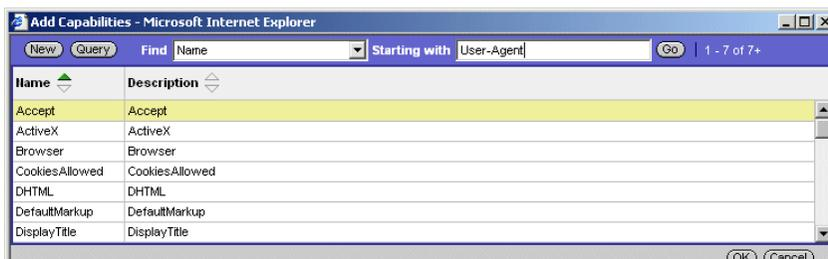 Add Capabilities - Microsoft Internet Explorer
New Query Find Name Starting with User-Agent Go 1 - 7 of 7+
Name Description
Accept Accept
ActiveX ActiveX
Browser Browser
CookiesAllowed CookiesAllowed
DHTML DHTML
DefaultMarkup DefaultMarkup
DisplayTitle DisplayTitle
OK Cancel